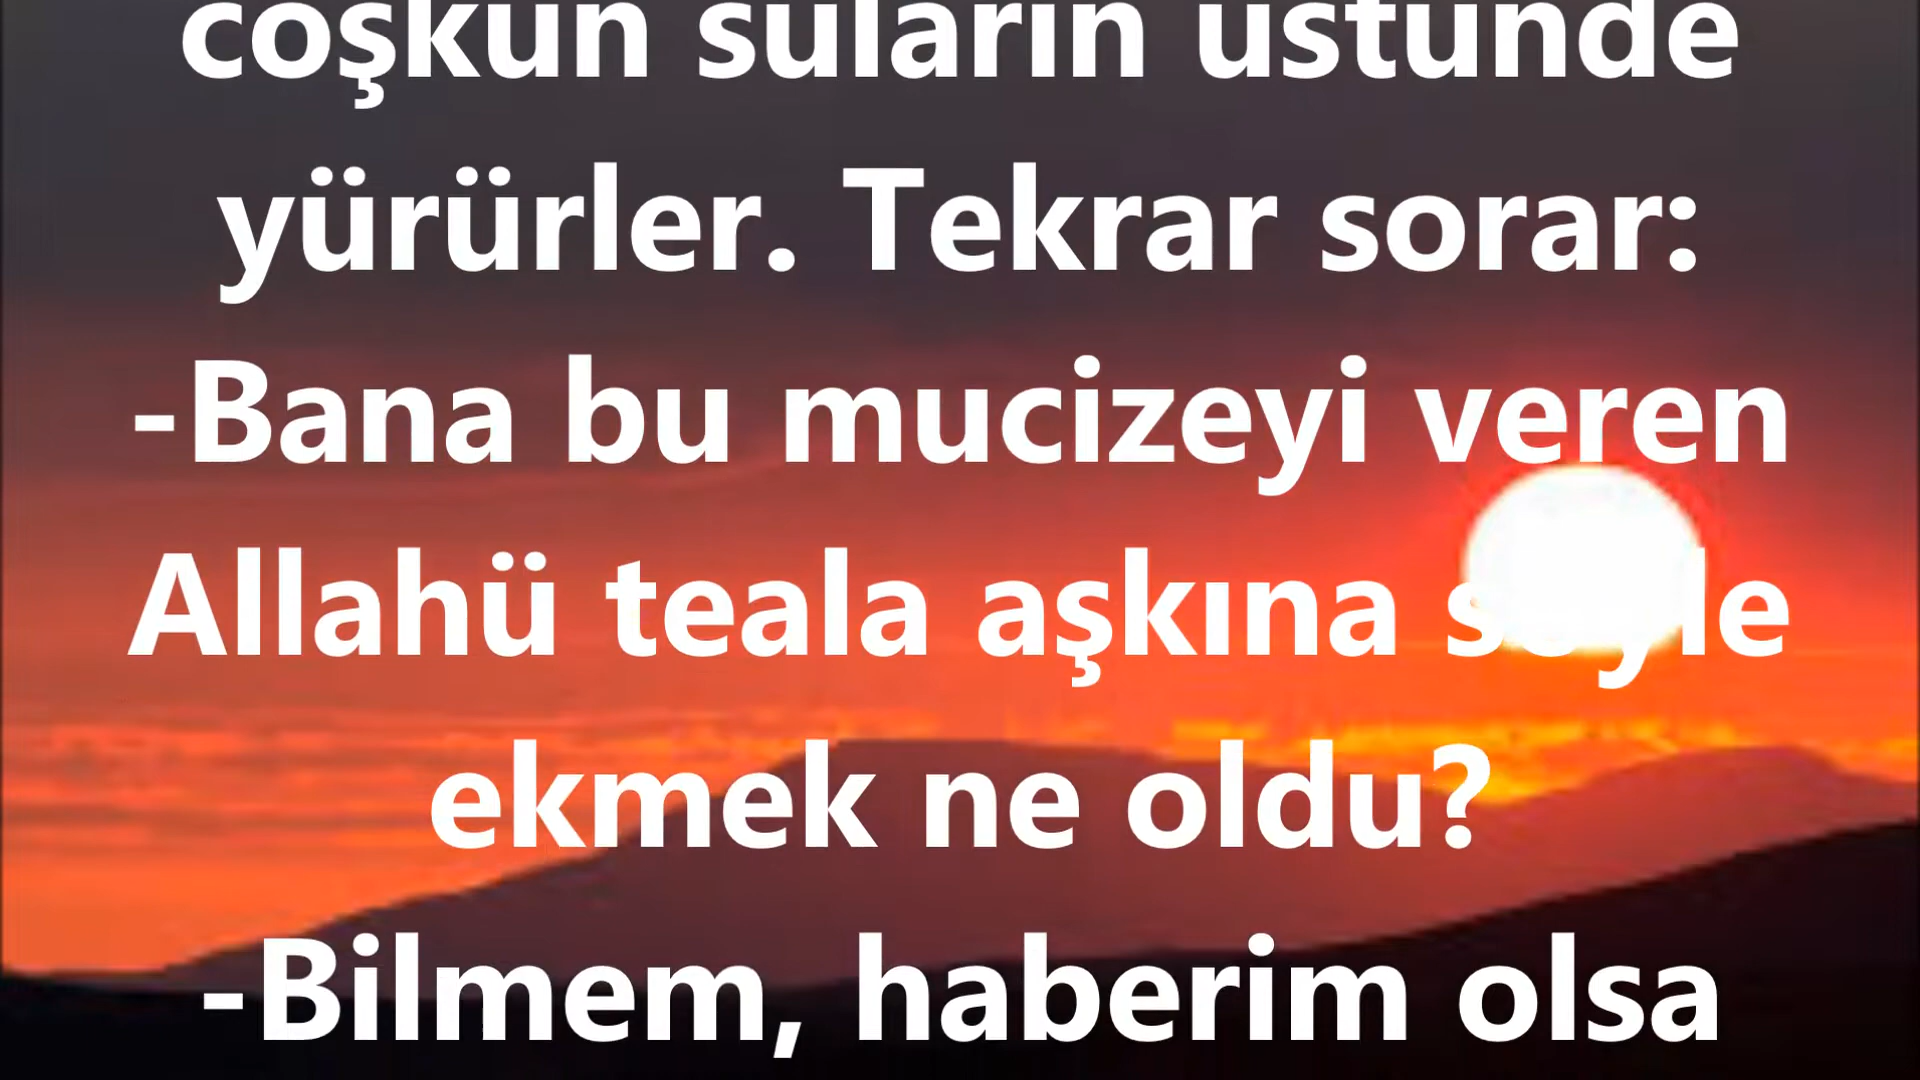 coşkun suların üstünde
yürürler. Tekrar sorar:
-Bana bu mucizeyi veren
Allahü teala aşkına söyle
ekmek ne oldu?
-Bilmem, haberim olsa